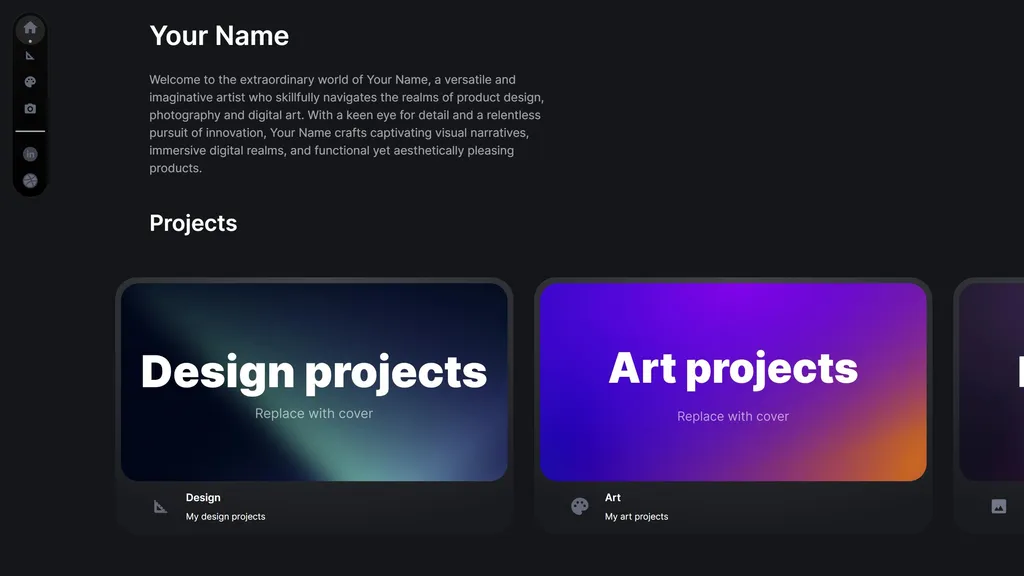 Your Name
Welcome to the extraordinary world of Your Name, a versatile and
imaginative artist who skillfully navigates the realms of product design,
photography and digital art. With a keen eye for detail and a relentless
pursuit of innovation, Your Name crafts captivating visual narratives,
immersive digital realms, and functional yet aesthetically pleasing
products.
Projects
Design projects
Replace with cover
Art projects
Replace with cover
Design
My design projects
Art
My art projects
in